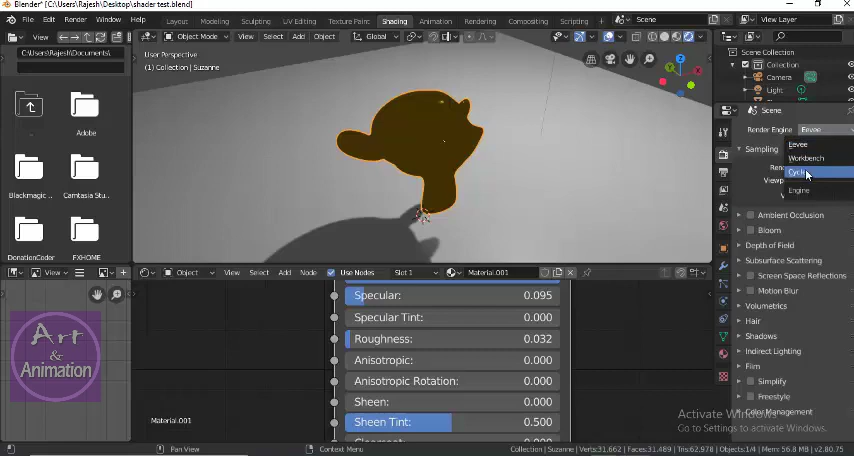 Blender* [C:\Users\Rajesh\Desktop\shader test.blend]
File Edit Render Window Help Layout Modeling Sculpting UV Editing Texture Paint Shading Animation Rendering Compositing Scripting Scene View Layer
View Object Mode View Select Add Object Global
C:\Users\Rajesh\Documents\
..
Adobe
Blackmagic ...
Camtasia Stu...
DonationCoder
FXHOME
User Perspective
(1) Collection | Suzanne
Z
Scene Collection
Collection
Camera
Light
Scene
Render Engine Eevee
Eevee
Workbench
Cycle
Engine
Sampling
Ambient Occlusion
Bloom
Depth of Field
Subsurface Scattering
Screen Space Reflections
Motion Blur
Volumetrics
Hair
Shadows
Indirect Lighting
Film
Simplify
Freestyle
Color Management
View Object View Select Add Node Use Nodes Slot 1 Material.001
Art
&
Animation
Specular: 0.095
Specular Tint: 0.000
Roughness: 0.032
Anisotropic: 0.000
Anisotropic Rotation: 0.000
Sheen: 0.000
Sheen Tint: 0.500
Material.001
Activate Windows
Go to Settings to activate Windows.
Pan View Context Menu Collection | Suzanne | Verts:31,662 | Faces:31,489 | Tris:62,978 | Objects:1/4 | Mem: 56.8 MB | v2.80.75